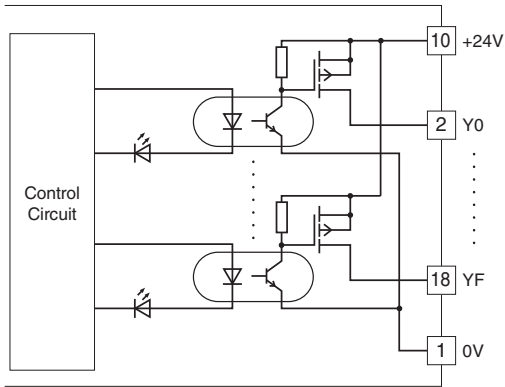 10 +24V
2 Y0
Control
Circuit
18 YF
1 0V